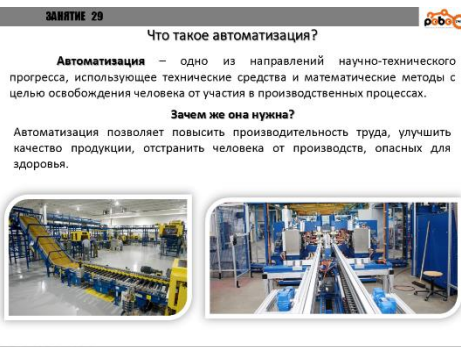 ЗАНЯТИЕ 29
Что такое автоматизация?
Автоматизация – одно из направлений научно-технического
прогресса, использующее технические средства и математические методы с
целью освобождения человека от участия в производственных процессах.
Зачем же она нужна?
Автоматизация позволяет повысить производительность труда, улучшить
качество продукции, отстранить человека от производств, опасных для
здоровья.